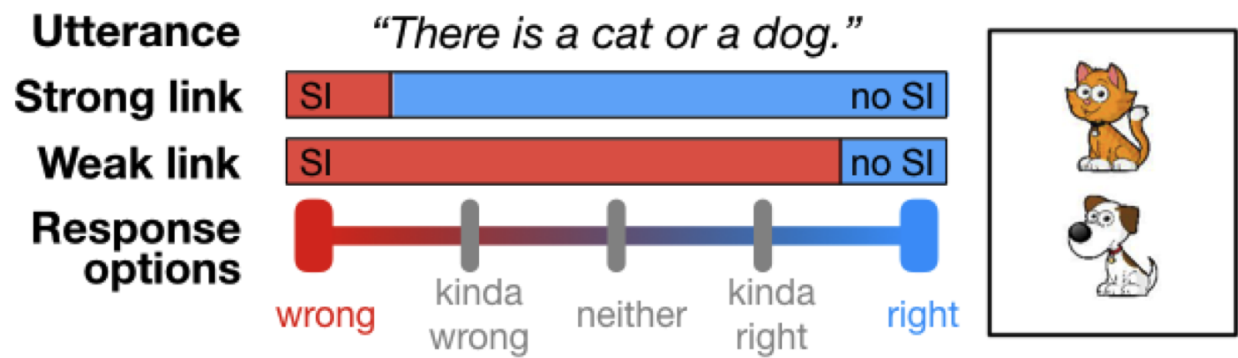 Utterance “There is a cat or a dog.”
Strong link SI no SI
Weak link SI no SI
Response options
wrong kinda wrong neither kinda right right